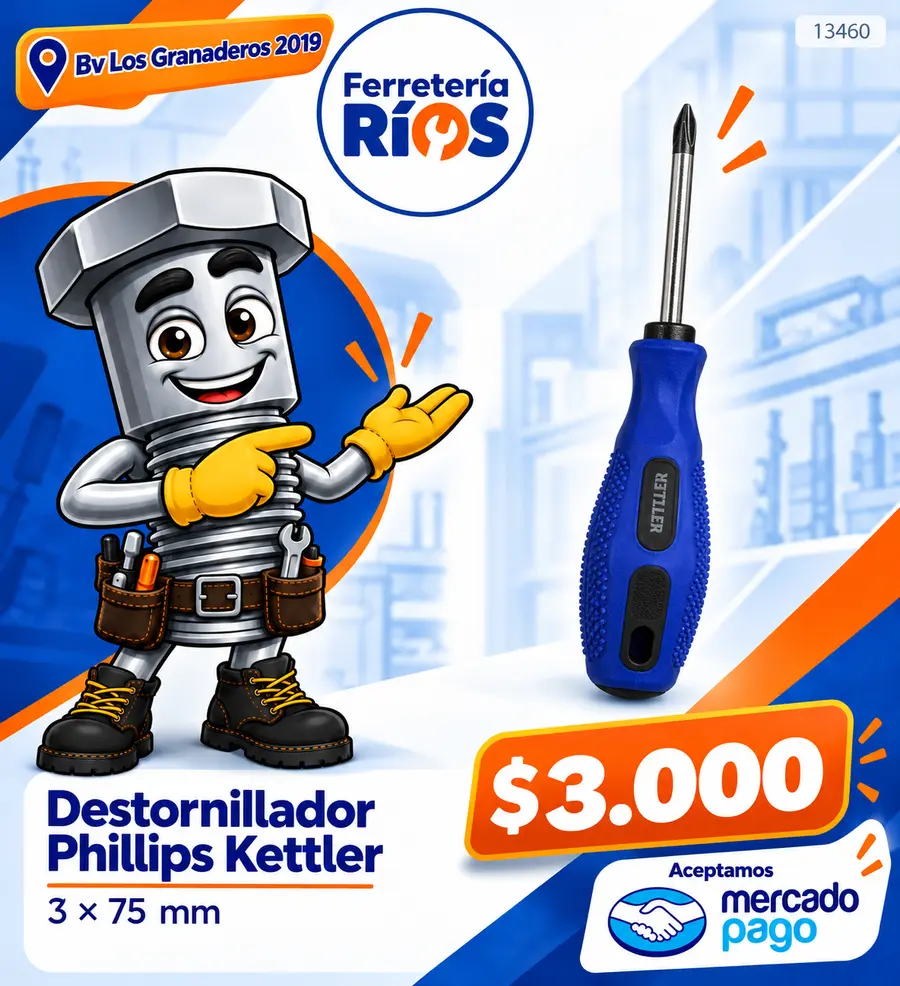 Bv Los Granaderos 2019
Ferretería
RÍOS
13460
KETTLER
Destornillador
Phillips Kettler
3 × 75 mm
$3.000
Aceptamos
mercado
pago